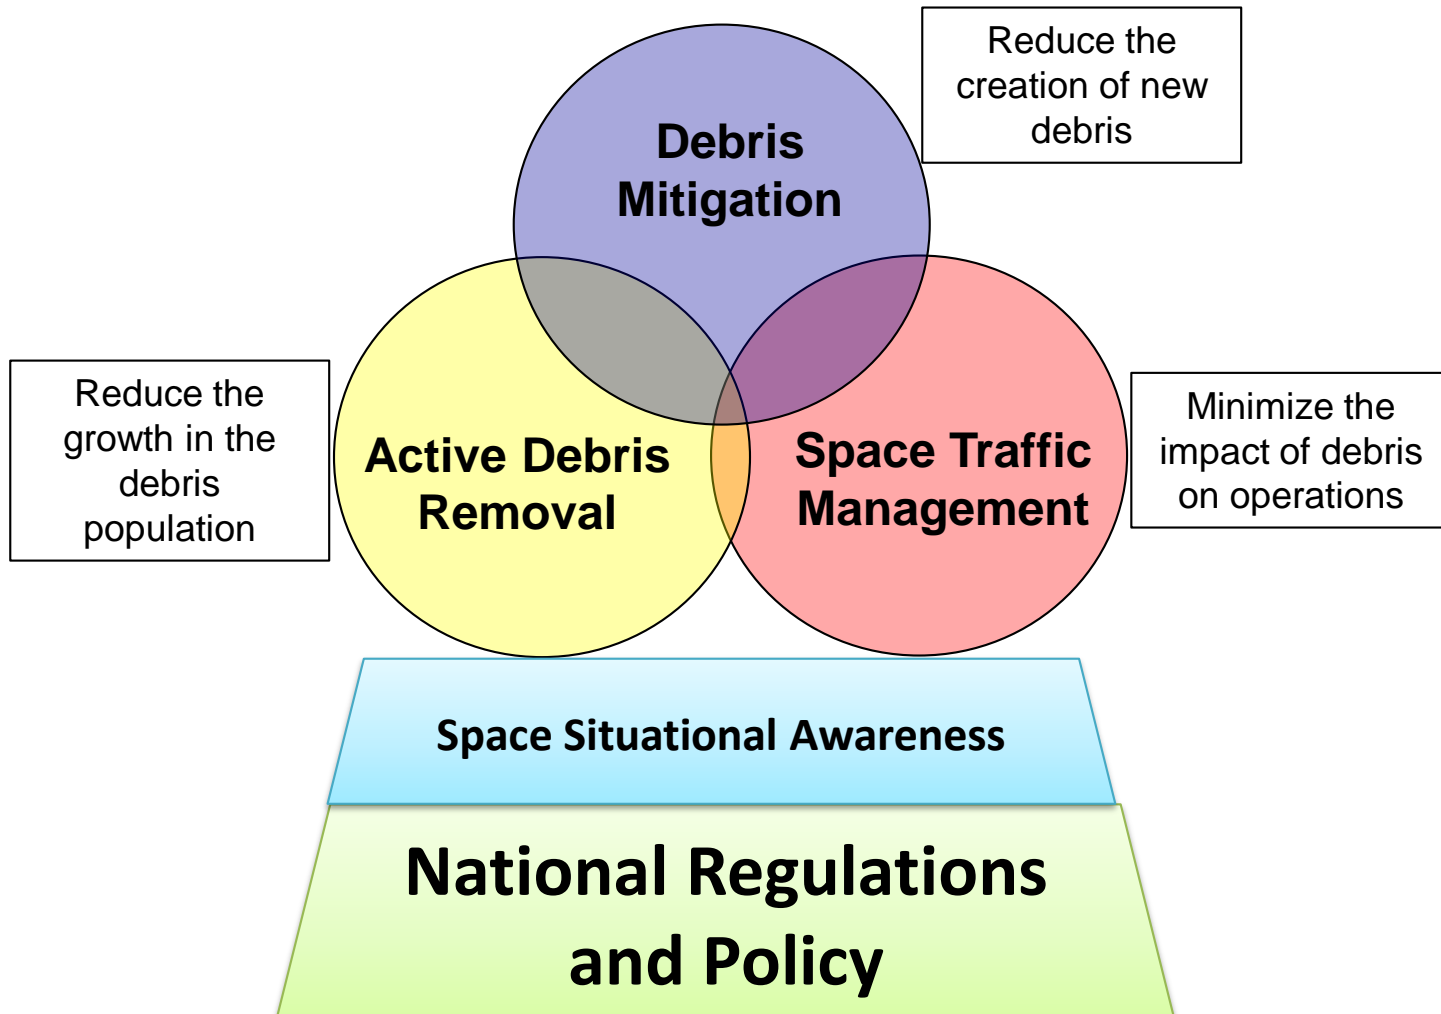 Reduce the
creation of new
debris
Debris
Mitigation
Reduce the
growth in the
debris
population
Active Debris
Removal
Space Traffic
Management
Minimize the
impact of debris
on operations
Space Situational Awareness
National Regulations
and Policy